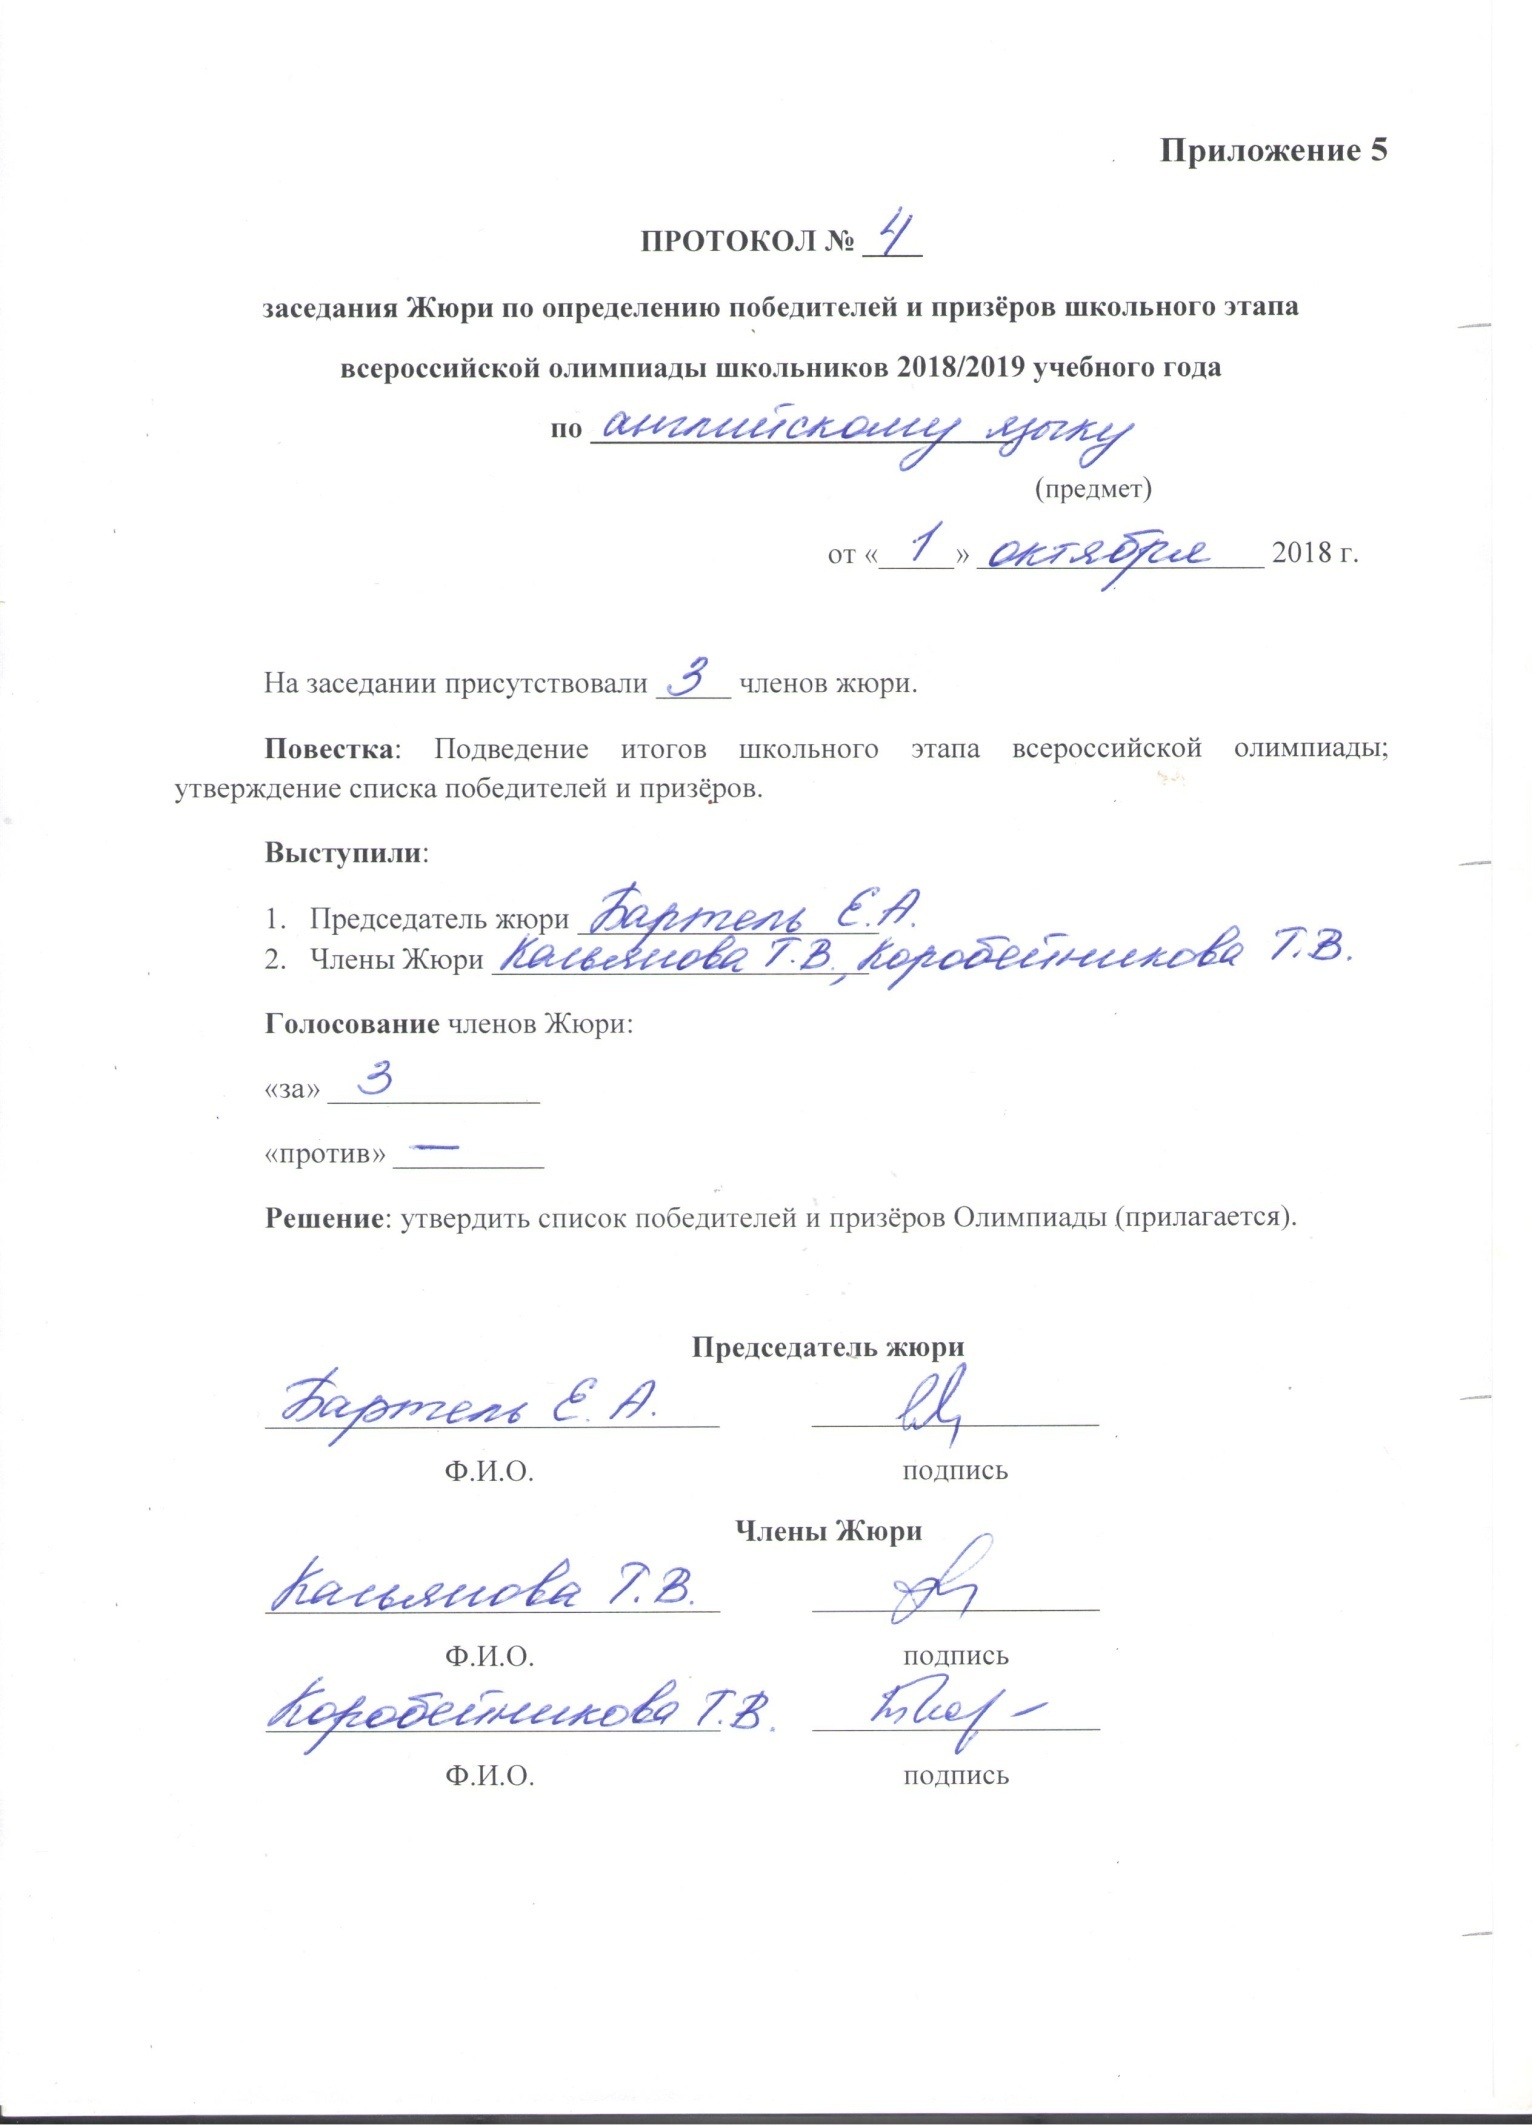 Приложение 5
ПРОТОКОЛ № 4
заседания Жюри по определению победителей и призёров школьного этапа
всероссийской олимпиады школьников 2018/2019 учебного года
по английскому языку
(предмет)
от «1» октября 2018 г.
На заседании присутствовали 3 членов жюри.
Повестка: Подведение итогов школьного этапа всероссийской олимпиады;
утверждение списка победителей и призёров.
Выступили:
1. Председатель жюри Бартель Е.А.
2. Члены Жюри Кальянова Т.В., Коробейникова Т.В.
Голосование членов Жюри:
«за» 3
«против» —
Решение: утвердить список победителей и призёров Олимпиады (прилагается).
Председатель жюри
Бартель Е.А.
Ф.И.О. подпись
Члены Жюри
Кальянова Т.В.
Ф.И.О. подпись
Коробейникова Т.В.
Ф.И.О. подпись